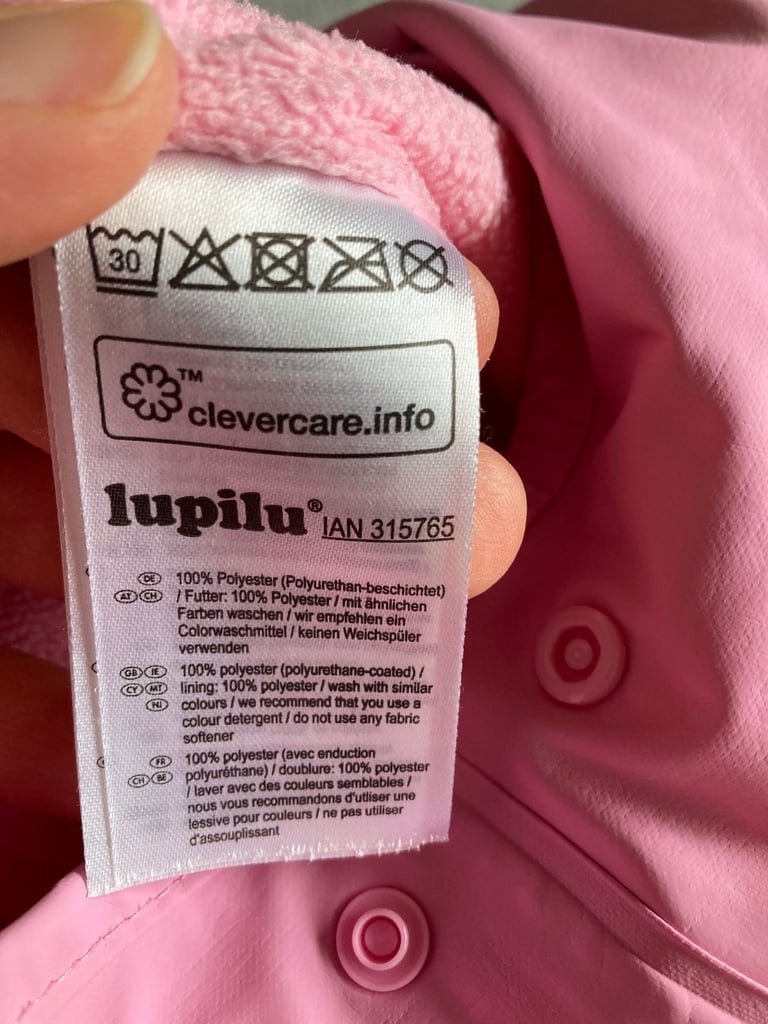 30
™
clevercare.info
lupilu® IAN 315765
DE 100% Polyester (Polyurethan-beschichtet)
AT CH / Futter: 100% Polyester / mit ähnlichen
Farben waschen / wir empfehlen ein
Colorwaschmittel / keinen Weichspüler
verwenden
GB IE 100% polyester (polyurethane-coated) /
CY MT lining: 100% polyester / wash with similar
NI colours / we recommend that you use a
colour detergent / do not use any fabric
softener
FR 100% polyester (avec enduction
CH BE polyuréthane) / doublure: 100% polyester
/ laver avec des couleurs semblables /
nous vous recommandons d'utliser une
lessive pour couleurs / ne pas utiliser
d'assouplissant